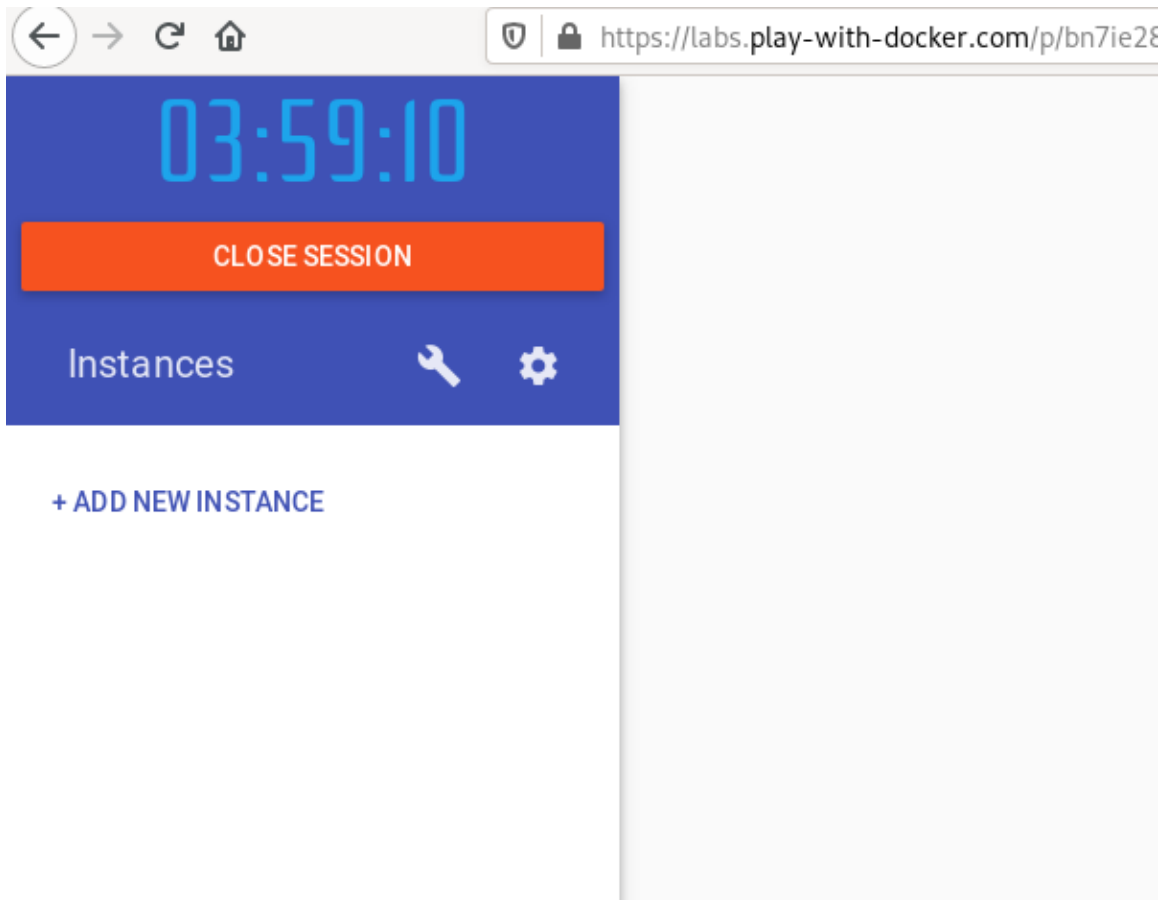 https://labs.play-with-docker.com/p/bn7ie28
03:59:10
CLOSE SESSION
Instances
+ ADD NEW INSTANCE